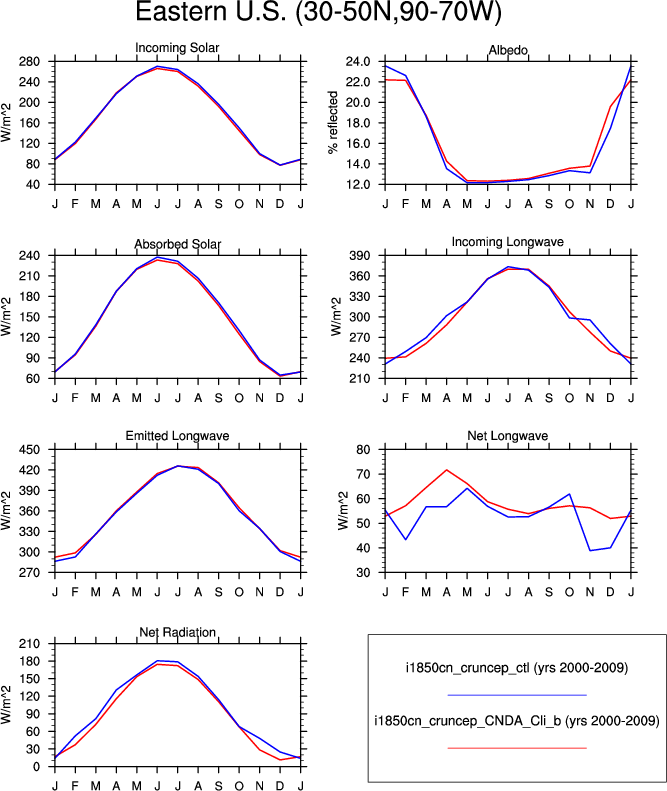 Eastern U.S. (30-50N,90-70W)
Incoming Solar
W/m^2
280
240
200
160
120
80
40
J F M A M J J A S O N D J
Albedo
% reflected
24.0
22.0
20.0
18.0
16.0
14.0
12.0
J F M A M J J A S O N D J
Absorbed Solar
W/m^2
240
210
180
150
120
90
60
J F M A M J J A S O N D J
Incoming Longwave
W/m^2
390
360
330
300
270
240
210
J F M A M J J A S O N D J
Emitted Longwave
W/m^2
450
420
390
360
330
300
270
J F M A M J J A S O N D J
Net Longwave
W/m^2
80
70
60
50
40
30
J F M A M J J A S O N D J
Net Radiation
W/m^2
210
180
150
120
90
60
30
0
J F M A M J J A S O N D J
i1850cn_cruncep_ctl (yrs 2000-2009)
i1850cn_cruncep_CNDA_Cli_b (yrs 2000-2009)